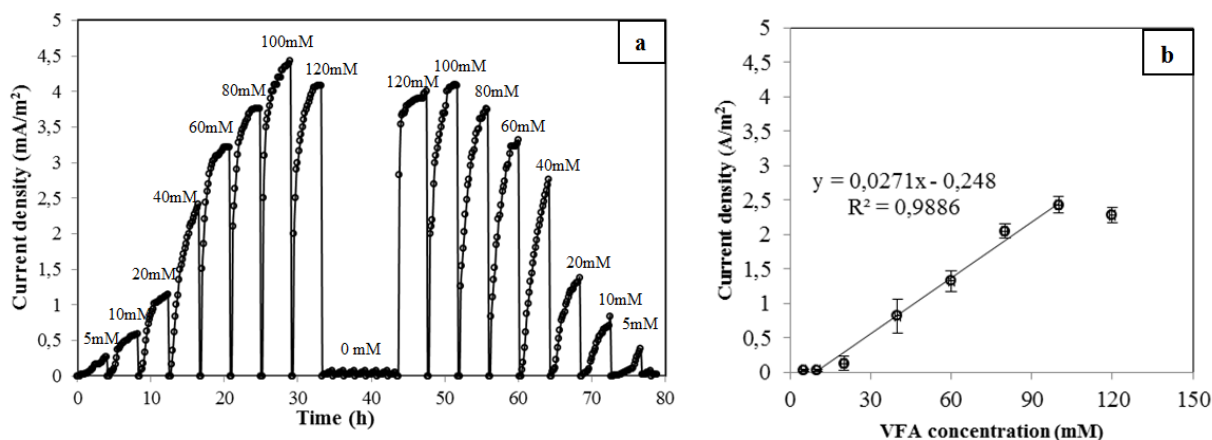 a
Current density (mA/m²)
5
4,5
4
3,5
3
2,5
2
1,5
1
0,5
0
5mM
10mM
20mM
40mM
60mM
80mM
100mM
120mM
0 mM
120mM
100mM
80mM
60mM
40mM
20mM
10mM
5mM
0 10 20 30 40 50 60 70 80
Time (h)
b
Current density (A/m²)
5
4,5
4
3,5
3
2,5
2
1,5
1
0,5
0
y = 0,0271x - 0,248
R² = 0,9886
0 30 60 90 120 150
VFA concentration (mM)